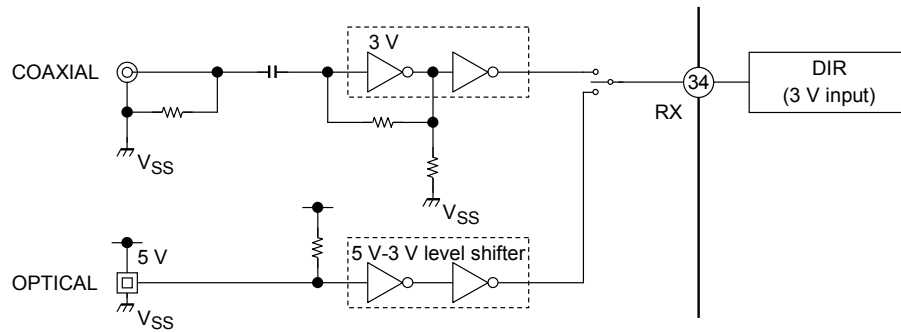 3 V
COAXIAL
34
DIR
(3 V input)
RX
VSS
VSS
5 V
5 V-3 V level shifter
OPTICAL
VSS